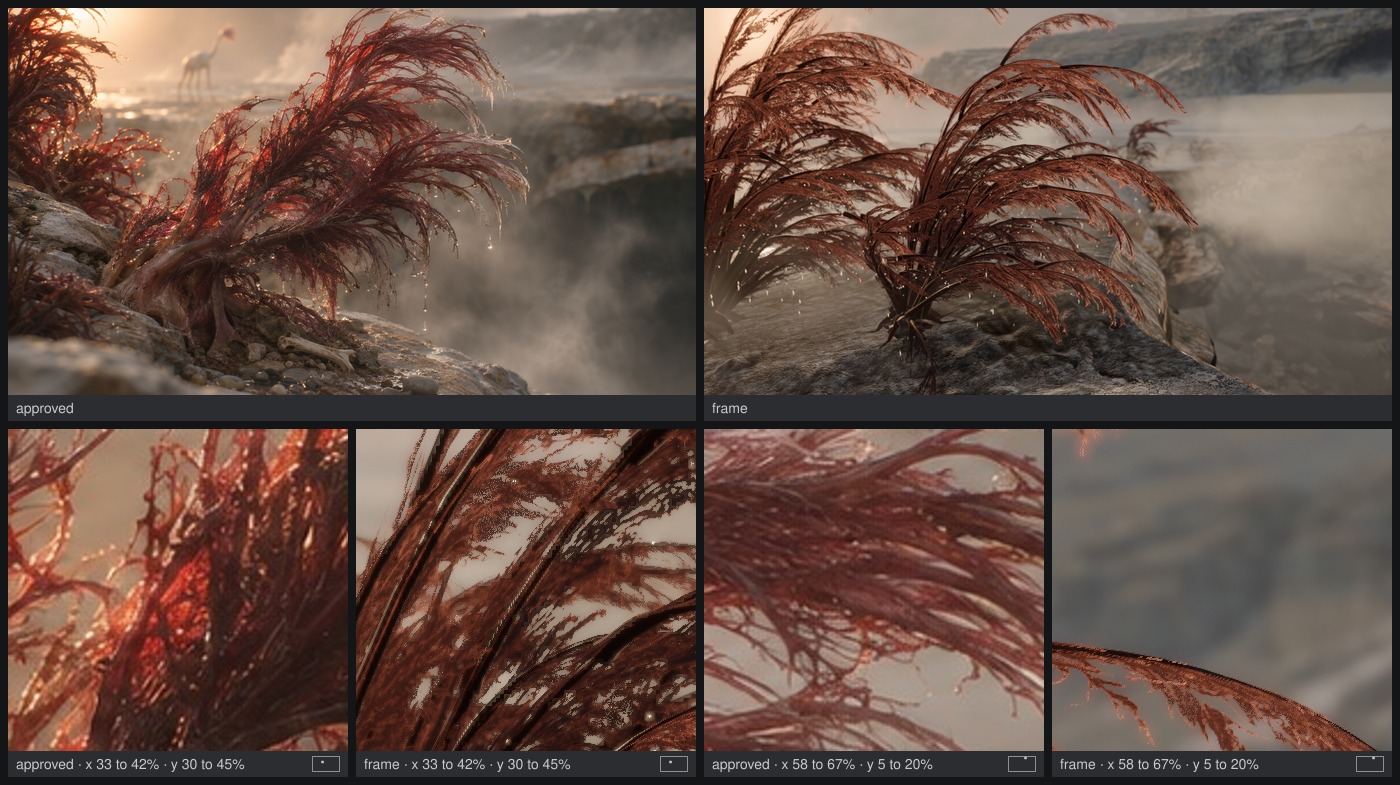 approved
frame
approved · x 33 to 42% · y 30 to 45%
frame · x 33 to 42% · y 30 to 45%
approved · x 58 to 67% · y 5 to 20%
frame · x 58 to 67% · y 5 to 20%